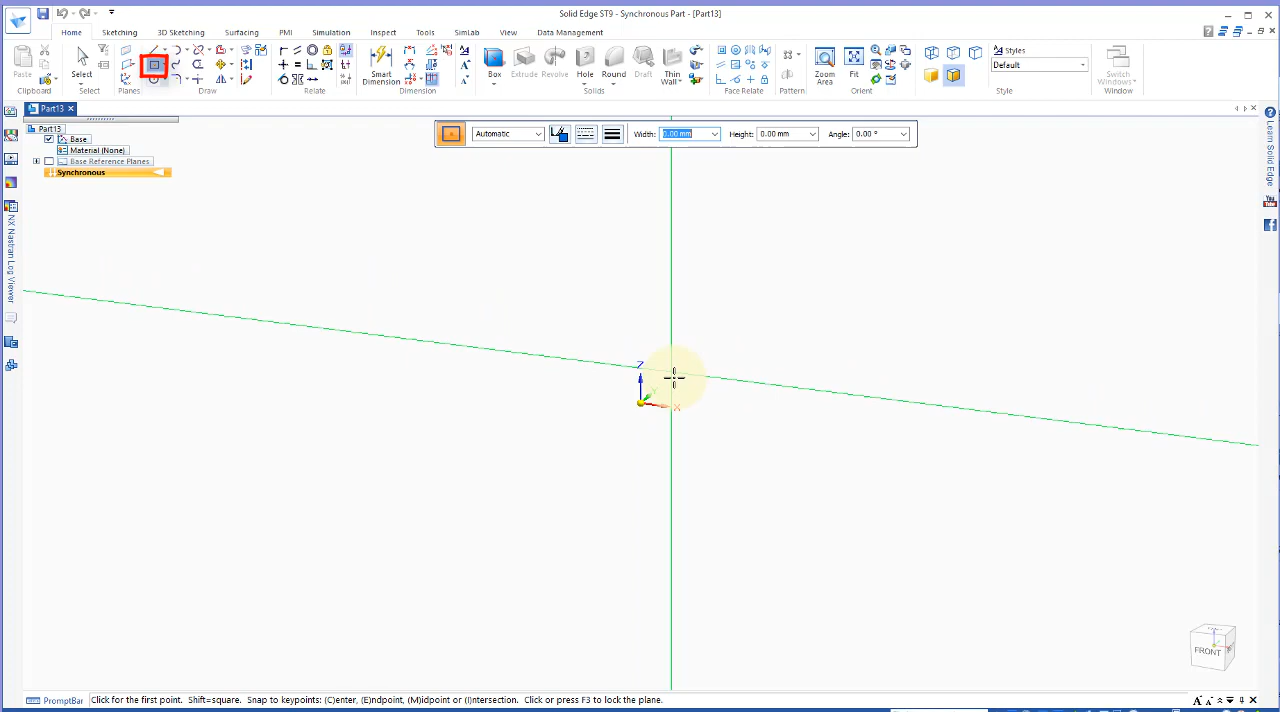 Solid Edge ST9 - Synchronous Part - [Part13]
Home Sketching 3D Sketching Surfacing PMI Simulation Inspect Tools SimLab View Data Management
Paste
Clipboard
Select
Select
Planes
Draw
Relate
Smart Dimension
Dimension
Box Extrude Revolve Hole Round Draft Thin Wall
Solids
Face Relate
Pattern
Zoom Area
Orient
Styles
Default
Style
Switch Windows
Window
Part13
Part13
Base
Material (None)
Base Reference Planes
Synchronous
Automatic Width: 0.00 mm Height: 0.00 mm Angle: 0.00 °
NX Nastran Log Viewer
Learn Solid Edge
You Tube
Z
Y
X
FRONT
PromptBar Click for the first point. Shift=square. Snap to keypoints: (C)enter, (E)ndpoint, (M)idpoint or (I)ntersection. Click or press F3 to lock the plane.